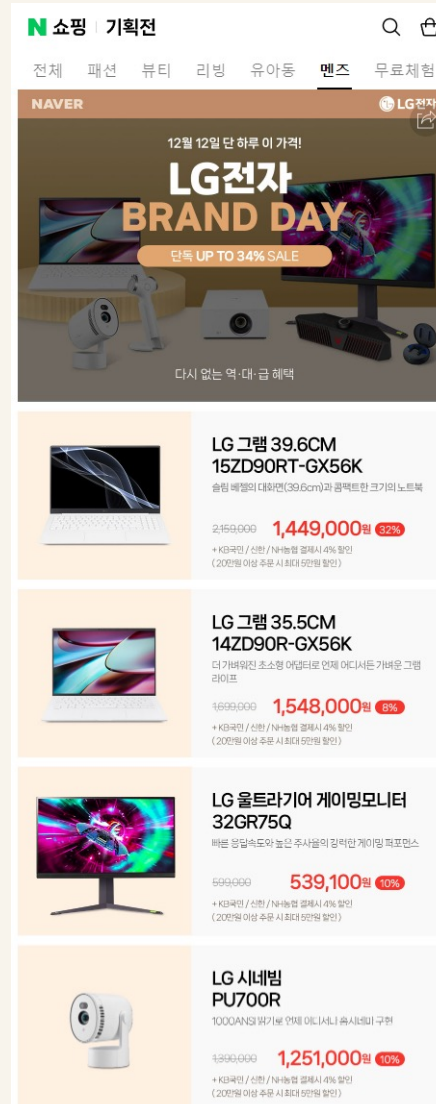 N 쇼핑 기획전
전체 패션 뷰티 리빙 유아동 멘즈 무료체험
NAVER LG전자
12월 12일 단 하루 이 가격!
LG전자
BRAND DAY
단독 UP TO 34% SALE
다시 없는 역·대·급 혜택
LG 그램 39.6CM
15ZD90RT-GX56K
슬림 베젤의 대화면(39.6cm)과 콤팩트한 크기의 노트북
2,159,000 1,449,000원 32%
+ KB국민 / 신한 / NH농협 결제시 4% 할인
( 20만원 이상 주문 시 최대 5만원 할인 )
LG 그램 35.5CM
14ZD90R-GX56K
더 가벼워진 초소형 어댑터로 언제 어디서든 가벼운 그램
라이프
1,699,000 1,548,000원 8%
+ KB국민 / 신한 / NH농협 결제시 4% 할인
( 20만원 이상 주문 시 최대 5만원 할인 )
LG 울트라기어 게이밍모니터
32GR75Q
빠른 응답속도와 높은 주사율의 강력한 게이밍 퍼포먼스
599,000 539,100원 10%
+ KB국민 / 신한 / NH농협 결제시 4% 할인
( 20만원 이상 주문 시 최대 5만원 할인 )
LG 시네빔
PU700R
1000ANSI 밝기로 언제 어디서나 홈시네마 구현
1,390,000 1,251,000원 10%
+ KB국민 / 신한 / NH농협 결제시 4% 할인
( 20만원 이상 주문 시 최대 5만원 할인 )